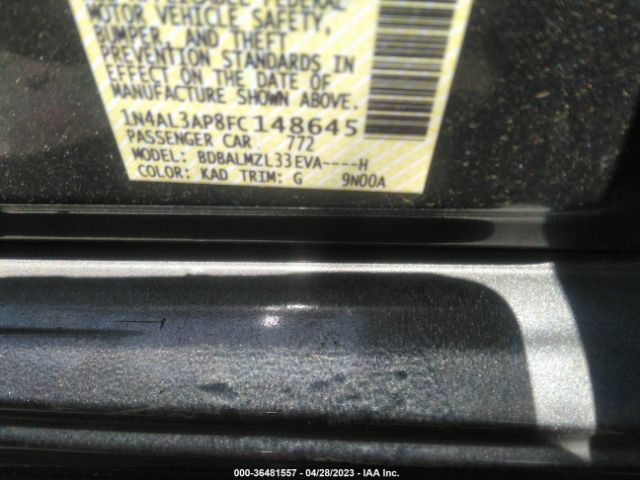 FEDERAL
MOTOR VEHICLE SAFETY,
BUMPER, AND THEFT
PREVENTION STANDARDS IN
EFFECT ON THE DATE OF
MANUFACTURE SHOWN ABOVE.
1N4AL3AP8FC148645
PASSENGER CAR 772
MODEL: BDBALMZL33EVA----H
COLOR: KAD TRIM: G 9N00A
000-36481557 - 04/28/2023 - IAA Inc.